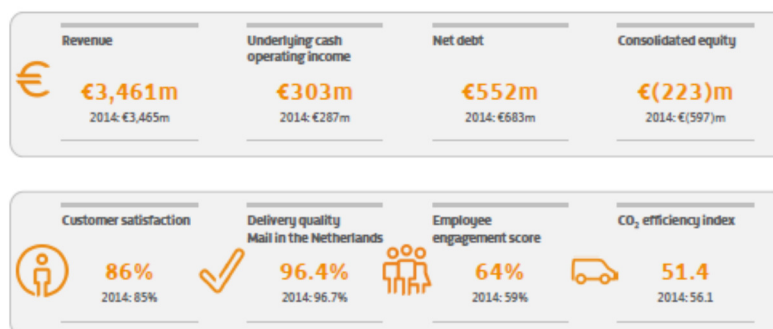 Revenue
Underlying cash
operating income
Net debt
Consolidated equity
€
€3,461m
€303m
€552m
€(223)m
2014: €3,465m
2014: €287m
2014: €683m
2014: €(597)m
Customer satisfaction
Delivery quality
Mail in the Netherlands
Employee
engagement score
CO₂ efficiency index
86%
96.4%
64%
51.4
2014: 85%
2014: 96.7%
2014: 59%
2014: 56.1